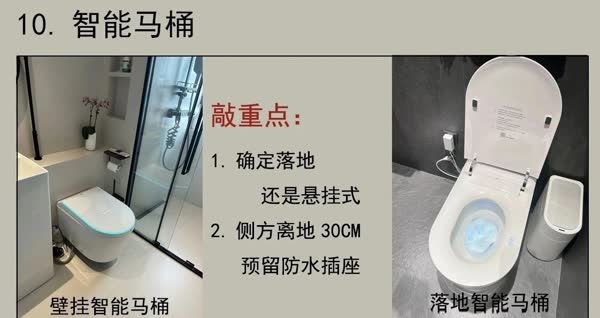 10. 智能马桶
敲重点：
1. 确定落地
还是悬挂式
2. 侧方离地 30CM
预留防水插座
壁挂智能马桶
落地智能马桶